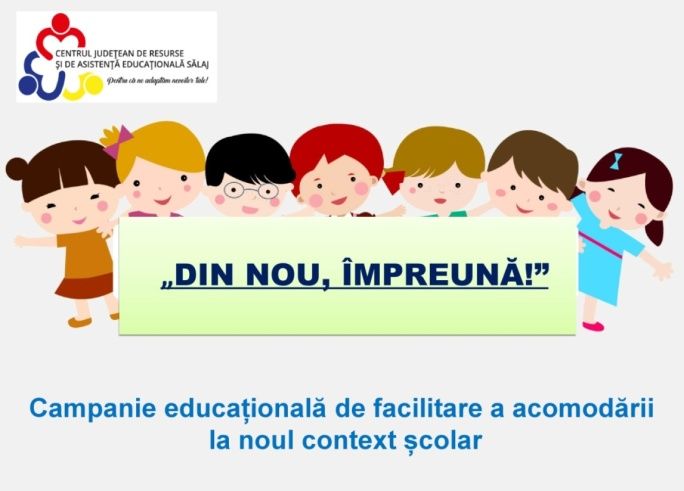 CENTRUL JUDEȚEAN DE RESURSE
ȘI DE ASISTENȚĂ EDUCAȚIONALĂ SĂLAJ
Pentru că ne adaptăm nevoilor tale!
„DIN NOU, ÎMPREUNĂ!”
Campanie educațională de facilitare a acomodării
la noul context școlar